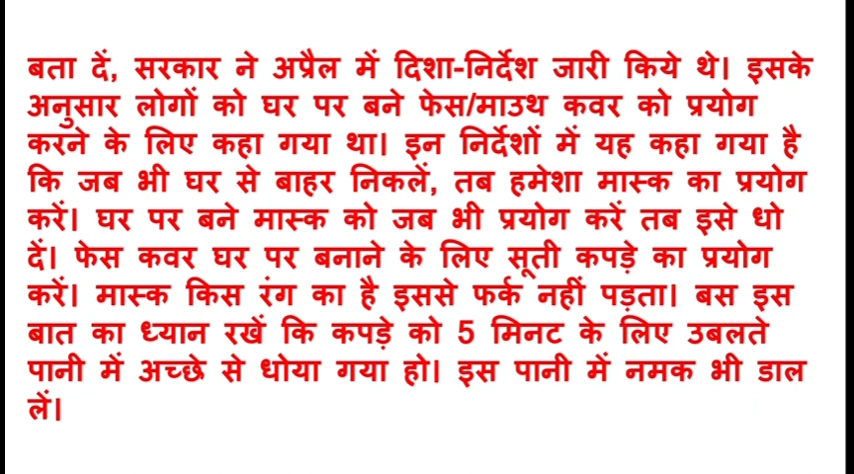 बता दें, सरकार ने अप्रैल में दिशा-निर्देश जारी किये थे। इसके
अनुसार लोगों को घर पर बने फेस/माउथ कवर को प्रयोग
करने के लिए कहा गया था। इन निर्देशों में यह कहा गया है
कि जब भी घर से बाहर निकलें, तब हमेशा मास्क का प्रयोग
करें। घर पर बने मास्क को जब भी प्रयोग करें तब इसे धो
दें। फेस कवर घर पर बनाने के लिए सूती कपड़े का प्रयोग
करें। मास्क किस रंग का है इससे फर्क नहीं पड़ता। बस इस
बात का ध्यान रखें कि कपड़े को 5 मिनट के लिए उबलते
पानी में अच्छे से धोया गया हो। इस पानी में नमक भी डाल
लें।